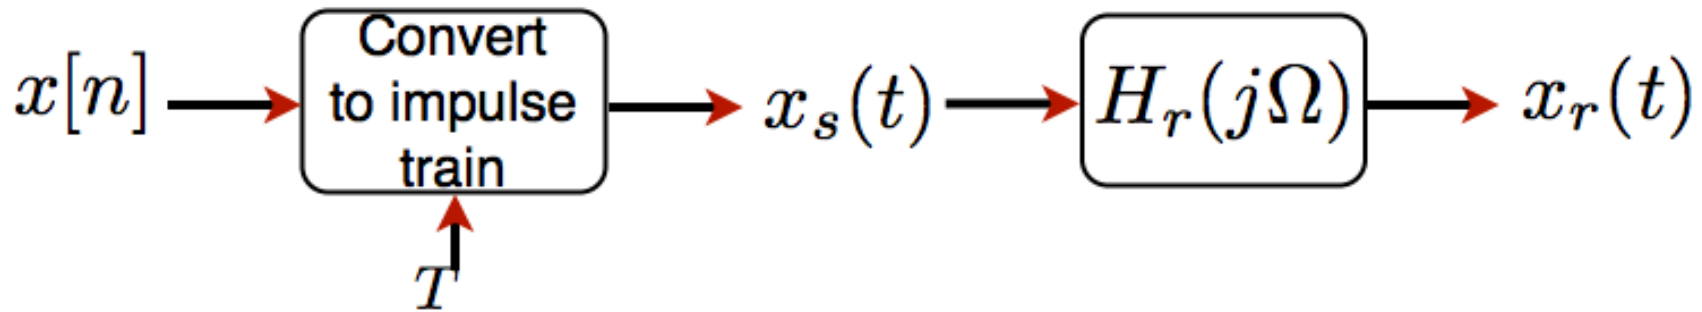 x[n]
Convert
to impulse
train
T
x_s(t)
H_r(jΩ)
x_r(t)